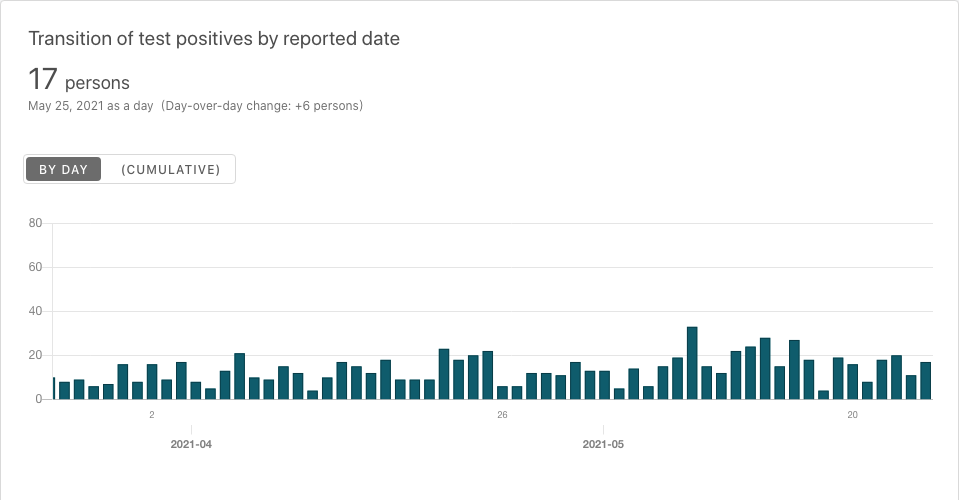 Transition of test positives by reported date
17 persons
May 25, 2021 as a day (Day-over-day change: +6 persons)
BY DAY (CUMULATIVE)
80
60
40
20
0
2 26 20
2021-04 2021-05